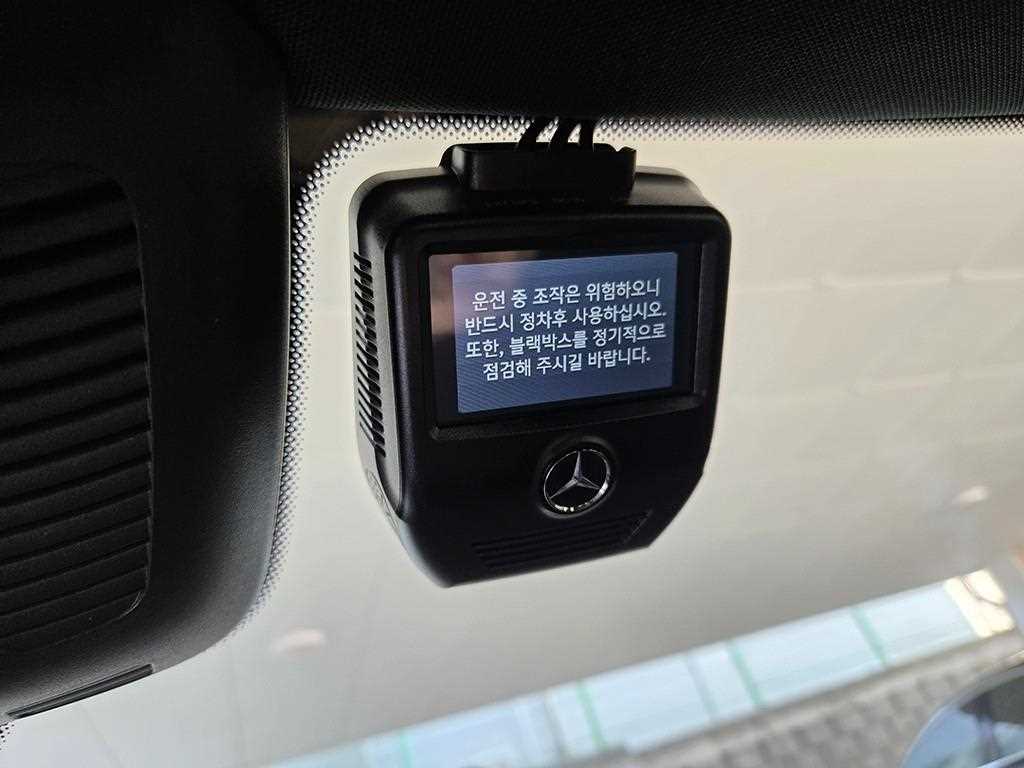 운전 중 조작은 위험하오니
반드시 정차후 사용하십시오.
또한, 블랙박스를 정기적으로
점검해 주시길 바랍니다.